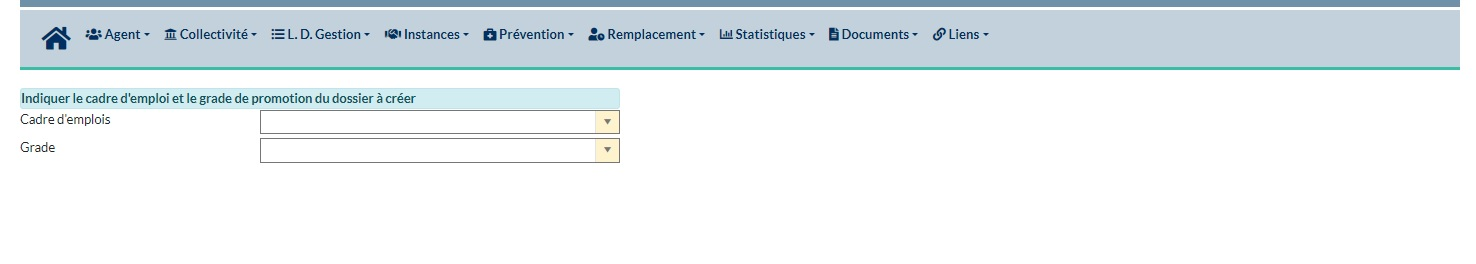 Agent Collectivité L. D. Gestion Instances Prévention Remplacement Statistiques Documents Liens
Indiquer le cadre d'emploi et le grade de promotion du dossier à créer
Cadre d'emplois
Grade